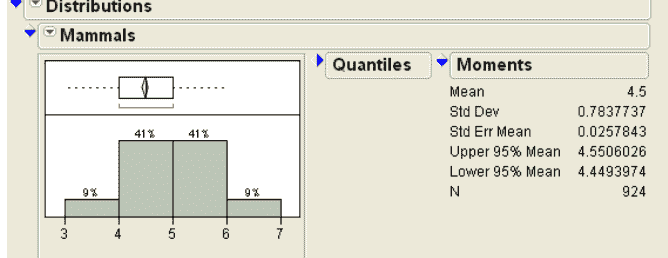 Distributions
Mammals
Quantiles
Moments
Mean 4.5
Std Dev 0.7837737
Std Err Mean 0.0257843
Upper 95% Mean 4.5506026
Lower 95% Mean 4.4493974
N 924
41% 41%
9% 9%
3 4 5 6 7